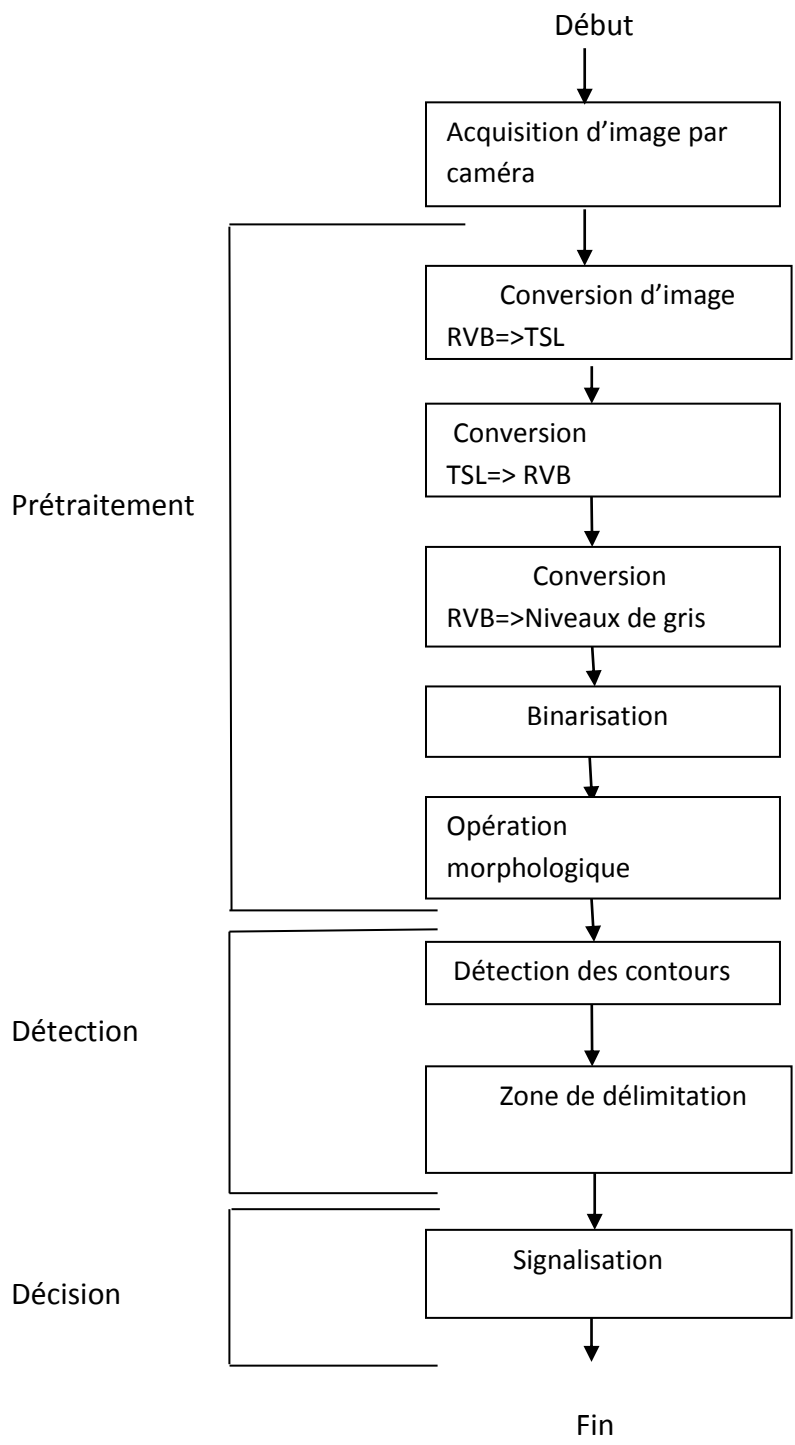 Début
Acquisition d’image par
caméra
Conversion d’image
RVB=>TSL
Conversion
TSL=> RVB
Prétraitement
Conversion
RVB=>Niveaux de gris
Binarisation
Opération
morphologique
Détection des contours
Détection
Zone de délimitation
Signalisation
Décision
Fin